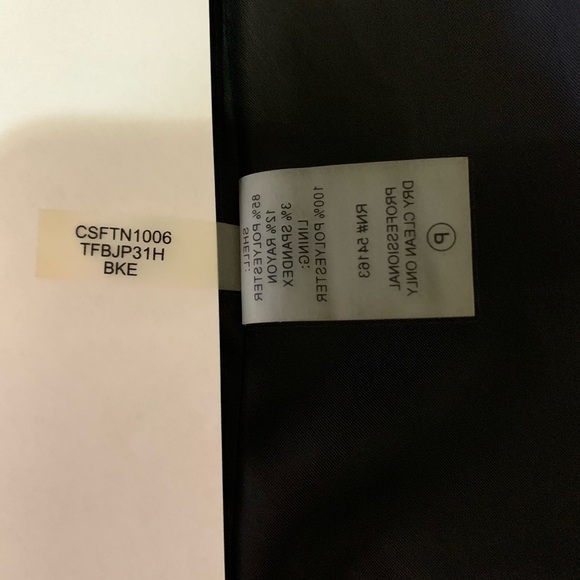 CSFTN1006
TFBJP31H
BKE
SHELL:
85% POLYESTER
12% RAYON
3% SPANDEX
LINING:
100% POLYESTER
RN# 54163
PROFESSIONAL
DRY CLEAN ONLY
P